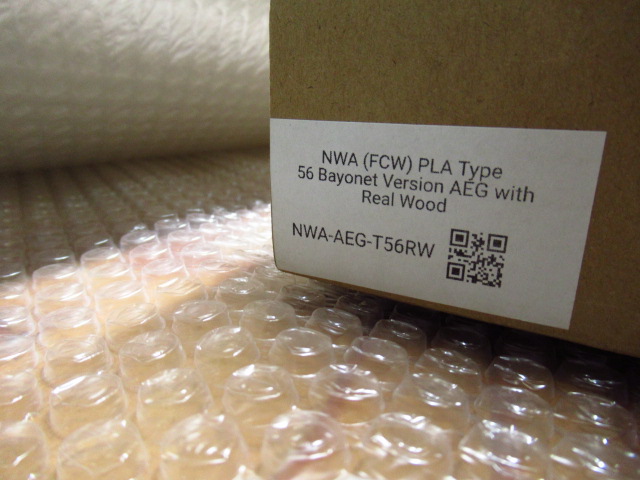 NWA (FCW) PLA Type
56 Bayonet Version AEG with
Real Wood
NWA-AEG-T56RW